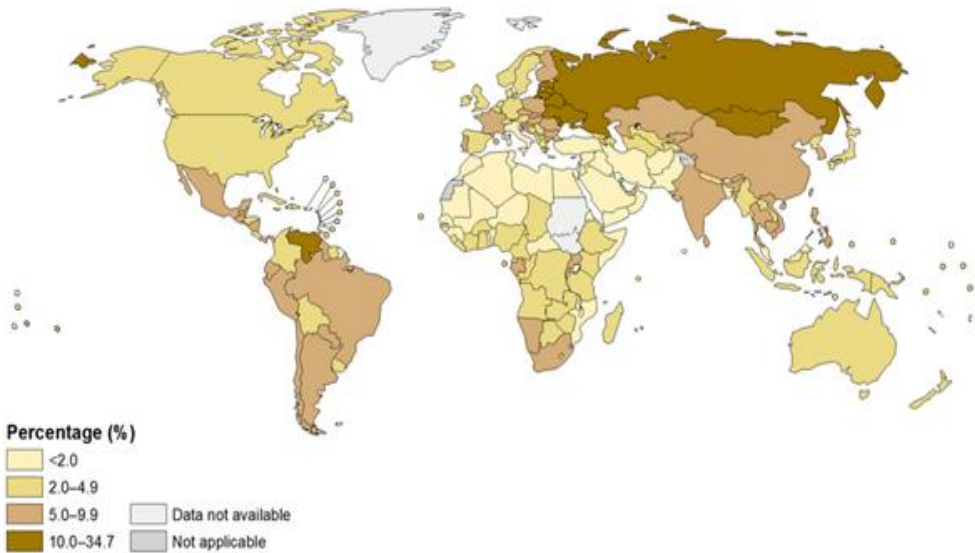 Percentage (%)
<2.0
2.0–4.9
5.0–9.9
10.0–34.7
Data not available
Not applicable